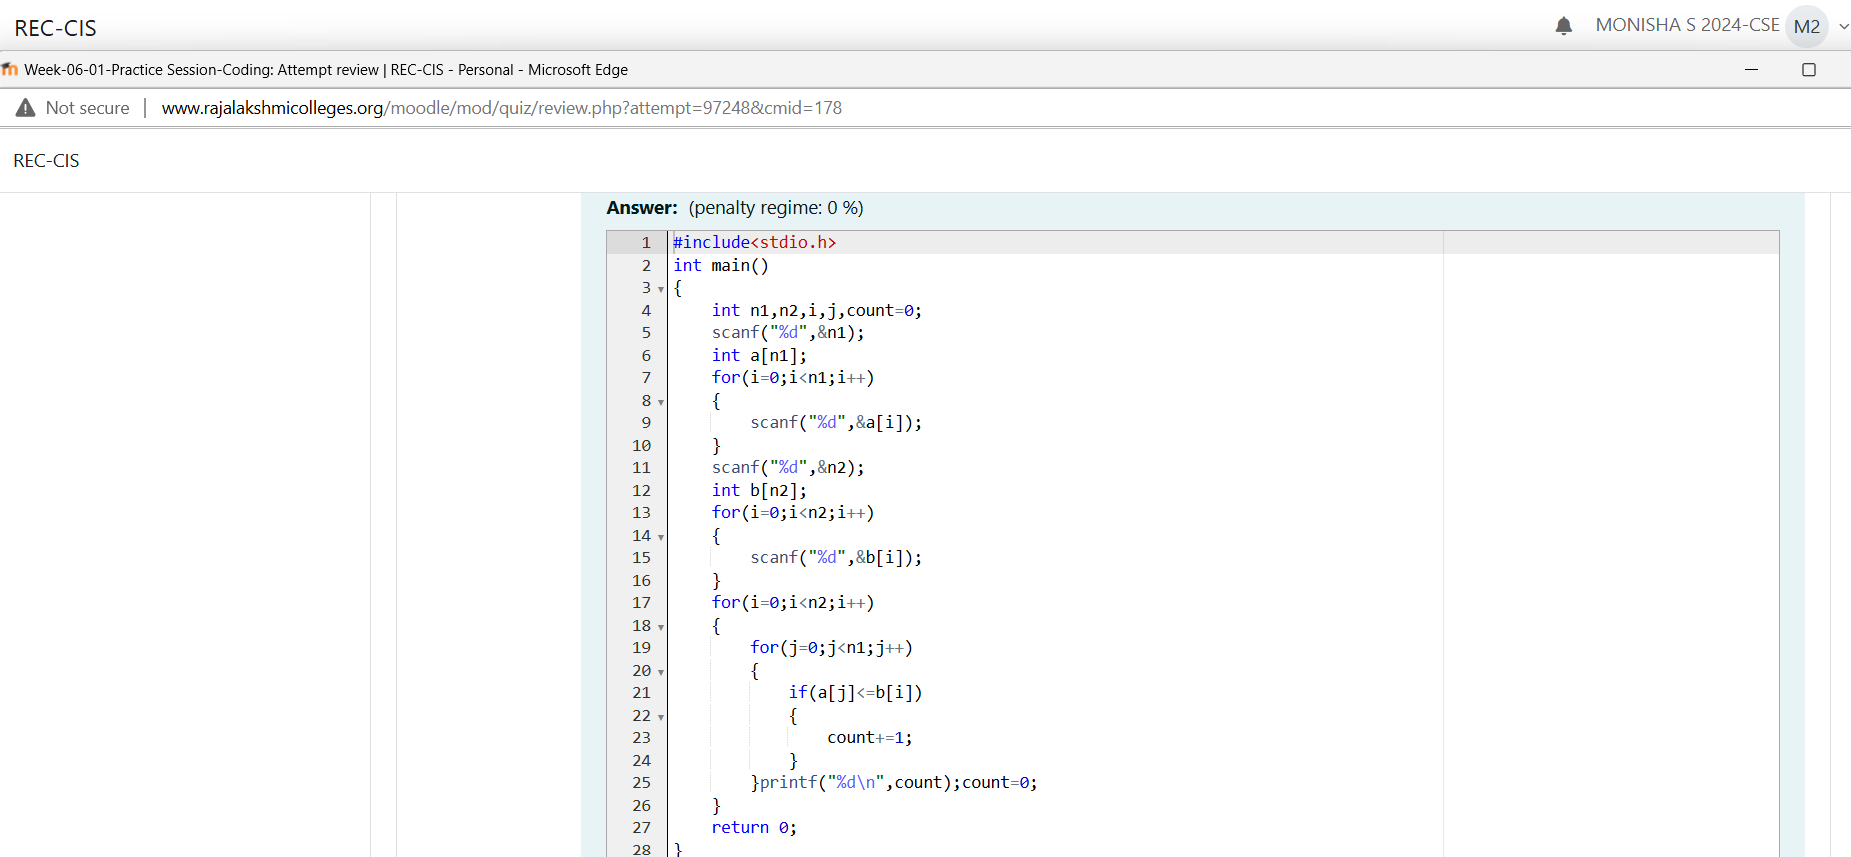 REC-CIS
MONISHA S 2024-CSE M2
Week-06-01-Practice Session-Coding: Attempt review | REC-CIS - Personal - Microsoft Edge
Not secure | www.rajalakshmicolleges.org/moodle/mod/quiz/review.php?attempt=97248&cmid=178
REC-CIS
Answer: (penalty regime: 0 %)
1 #include<stdio.h>
2 int main()
3 {
4     int n1,n2,i,j,count=0;
5     scanf("%d",&n1);
6     int a[n1];
7     for(i=0;i<n1;i++)
8     {
9         scanf("%d",&a[i]);
10     }
11     scanf("%d",&n2);
12     int b[n2];
13     for(i=0;i<n2;i++)
14     {
15         scanf("%d",&b[i]);
16     }
17     for(i=0;i<n2;i++)
18     {
19         for(j=0;j<n1;j++)
20         {
21             if(a[j]<=b[i])
22             {
23                 count+=1;
24             }
25         }printf("%d\n",count);count=0;
26     }
27     return 0;
28 }